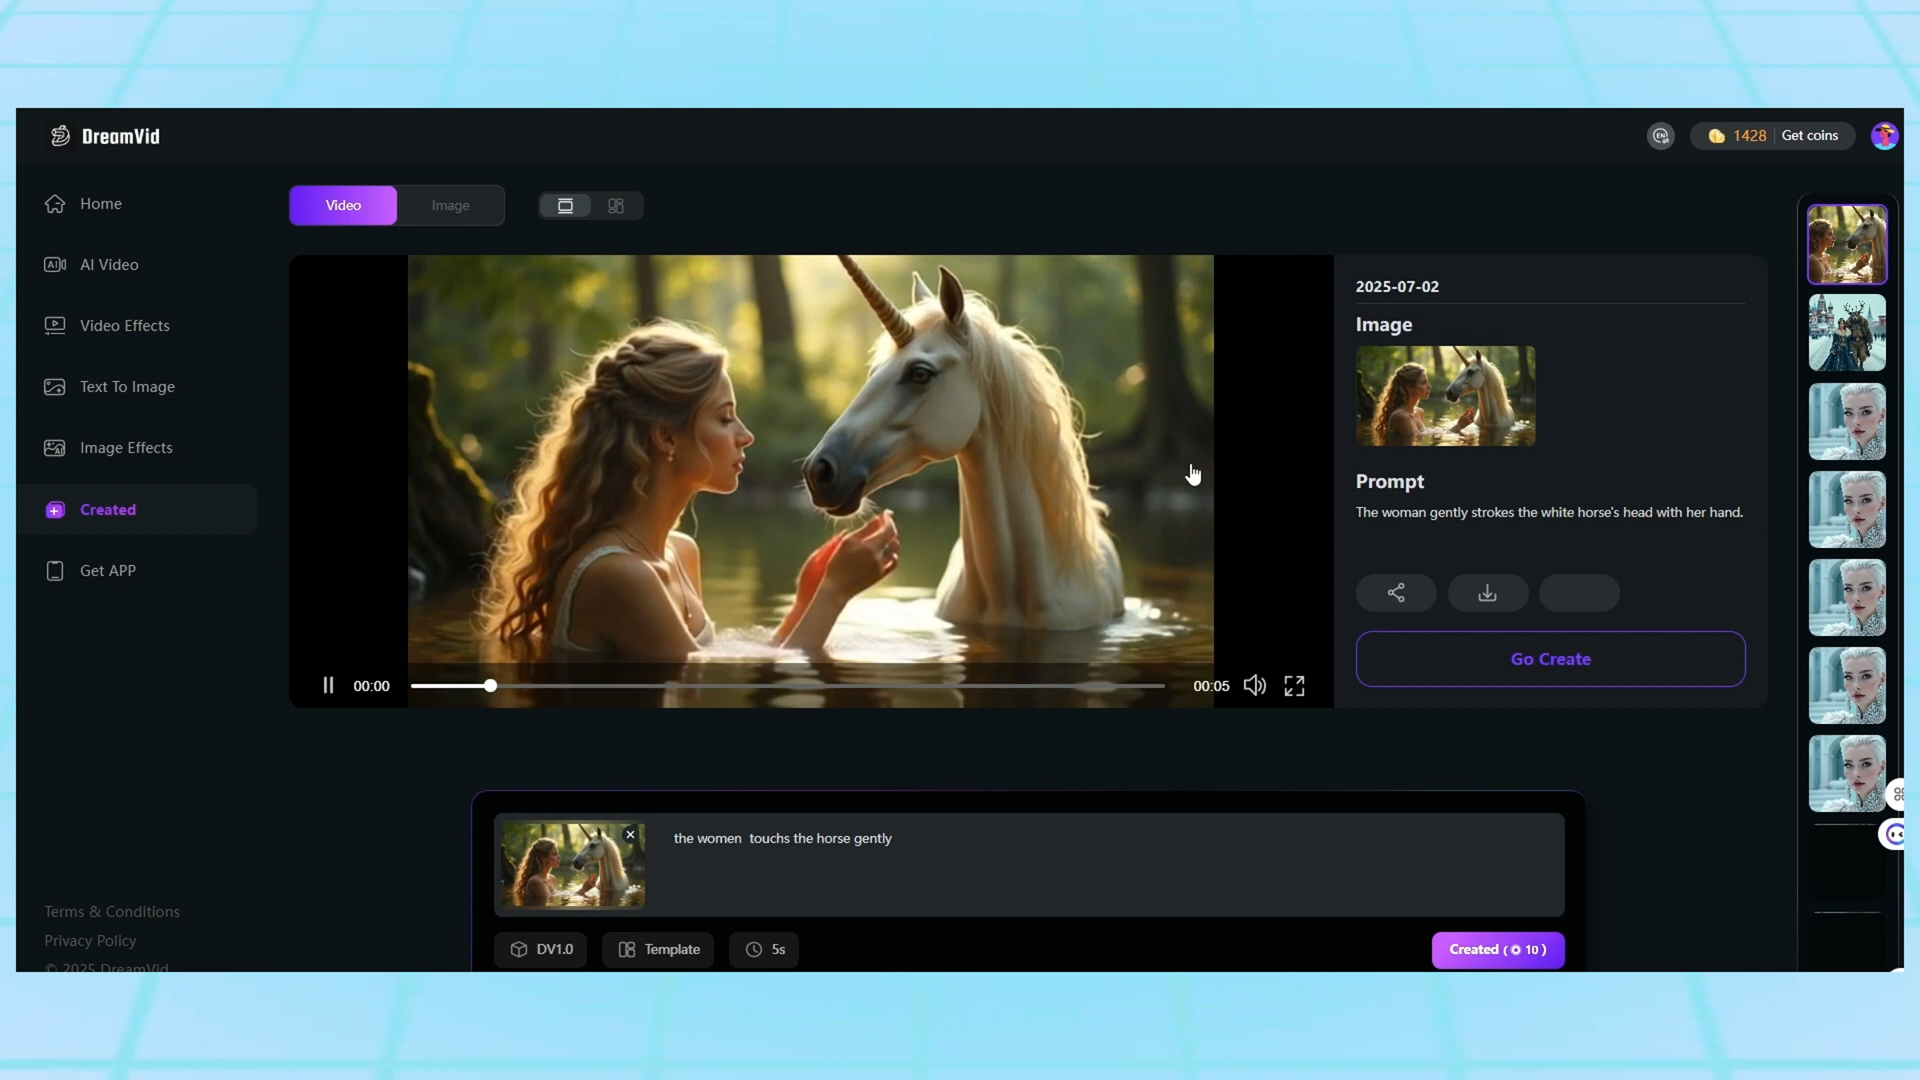 DreamVid
EN
1428
Get coins
Home
Video
Image
AI Video
Video Effects
Text To Image
Image Effects
Created
Get APP
2025-07-02
Image
Prompt
The woman gently strokes the white horse's head with her hand.
Go Create
00:00
00:05
the women  touchs the horse gently
DV1.0
Template
5s
Created ( 10 )
Terms & Conditions
Privacy Policy
© 2025 DreamVid